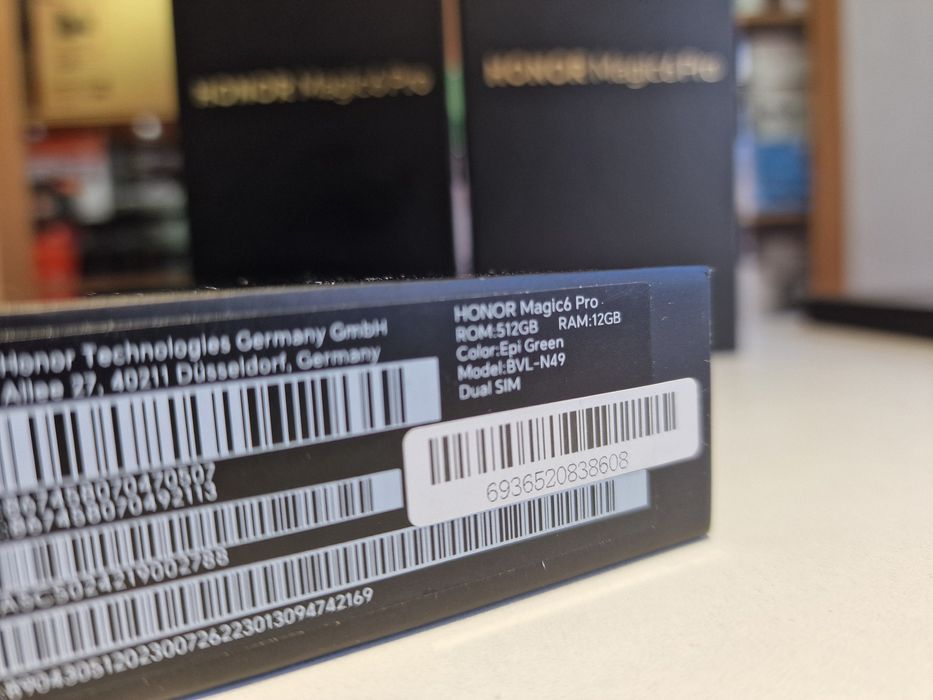 HONOR Magic6 Pro
HONOR Magic6 Pro
Honor Technologies Germany GmbH
Allee 27, 40211 Düsseldorf, Germany
HONOR Magic6 Pro
ROM:512GB RAM:12GB
Color:Epi Green
Model:BVL-N49
Dual SIM
6936520838608